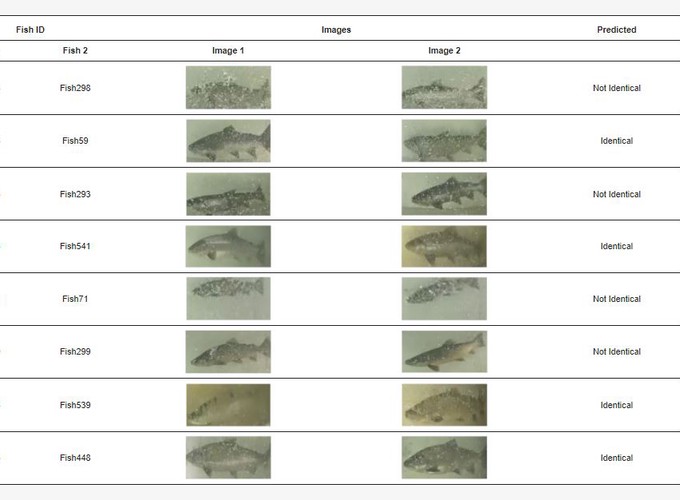 Fish ID Images Predicted
Fish 2 Image 1 Image 2
Fish298 Not Identical
Fish59 Identical
Fish293 Not Identical
Fish541 Identical
Fish71 Not Identical
Fish299 Not Identical
Fish539 Identical
Fish448 Identical